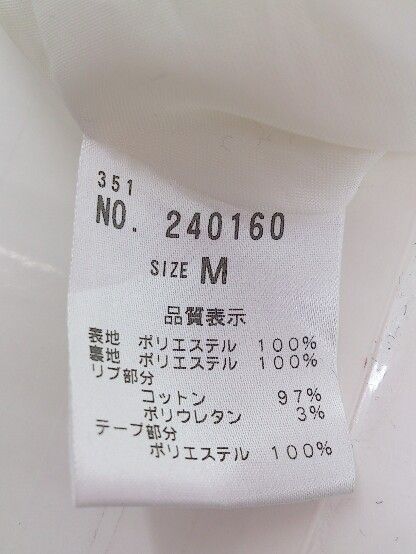 351
NO. 240160
SIZE M
品質表示
表地 ポリエステル 100%
裏地 ポリエステル 100%
リブ部分
コットン 97%
ポリウレタン 3%
テープ部分
ポリエステル 100%